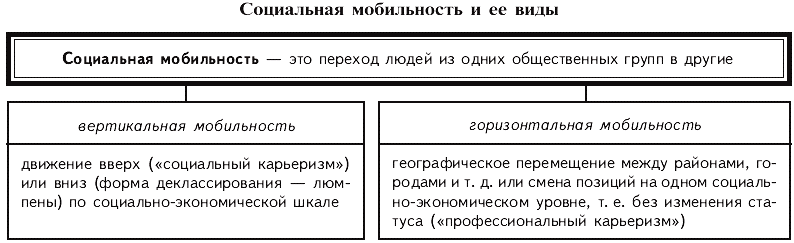 Социальная мобильность и ее виды
Социальная мобильность — это переход людей из одних общественных групп в другие
вертикальная мобильность
движение вверх («социальный карьеризм»)
или вниз (форма деклассирования — люм-
пены) по социально-экономической шкале
горизонтальная мобильность
географическое перемещение между районами, го-
родами и т. д. или смена позиций на одном социаль-
но-экономическом уровне, т. е. без изменения ста-
туса («профессиональный карьеризм»)